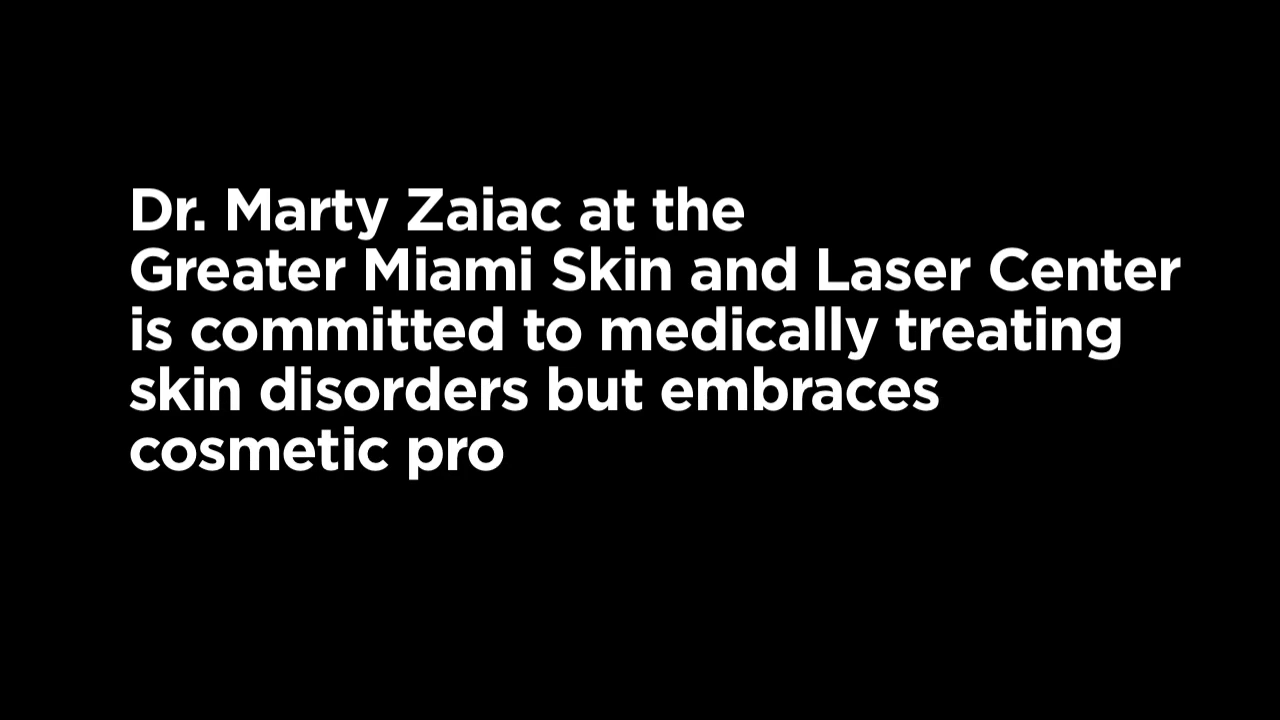 Dr. Marty Zaiac at the
Greater Miami Skin and Laser Center
is committed to medically treating
skin disorders but embraces
cosmetic pro